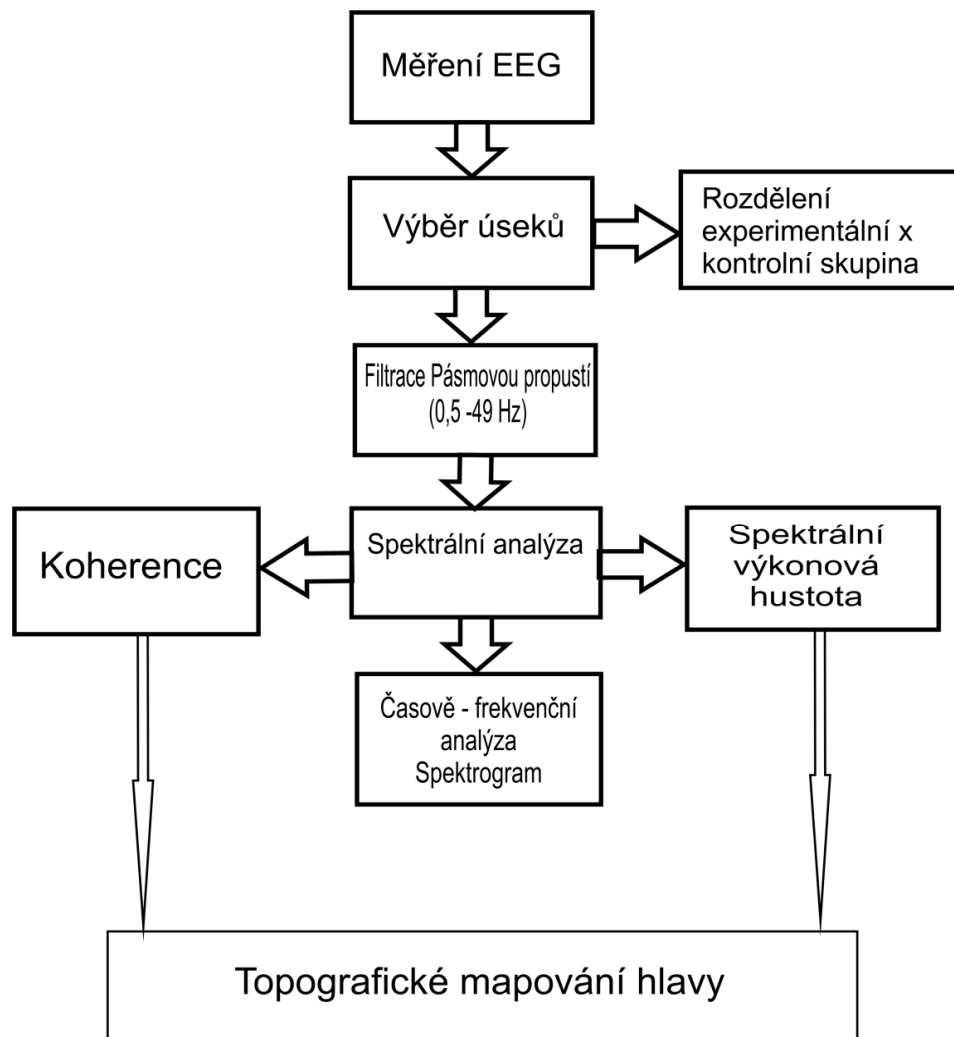 Měření EEG
Výběr úseků
Rozdělení
experimentální x
kontrolní skupina
Filtrace Pásmovou propustí
(0,5 -49 Hz)
Koherence
Spektrální analýza
Spektrální
výkonová
hustota
Časově - frekvenční
analýza
Spektrogram
Topografické mapování hlavy